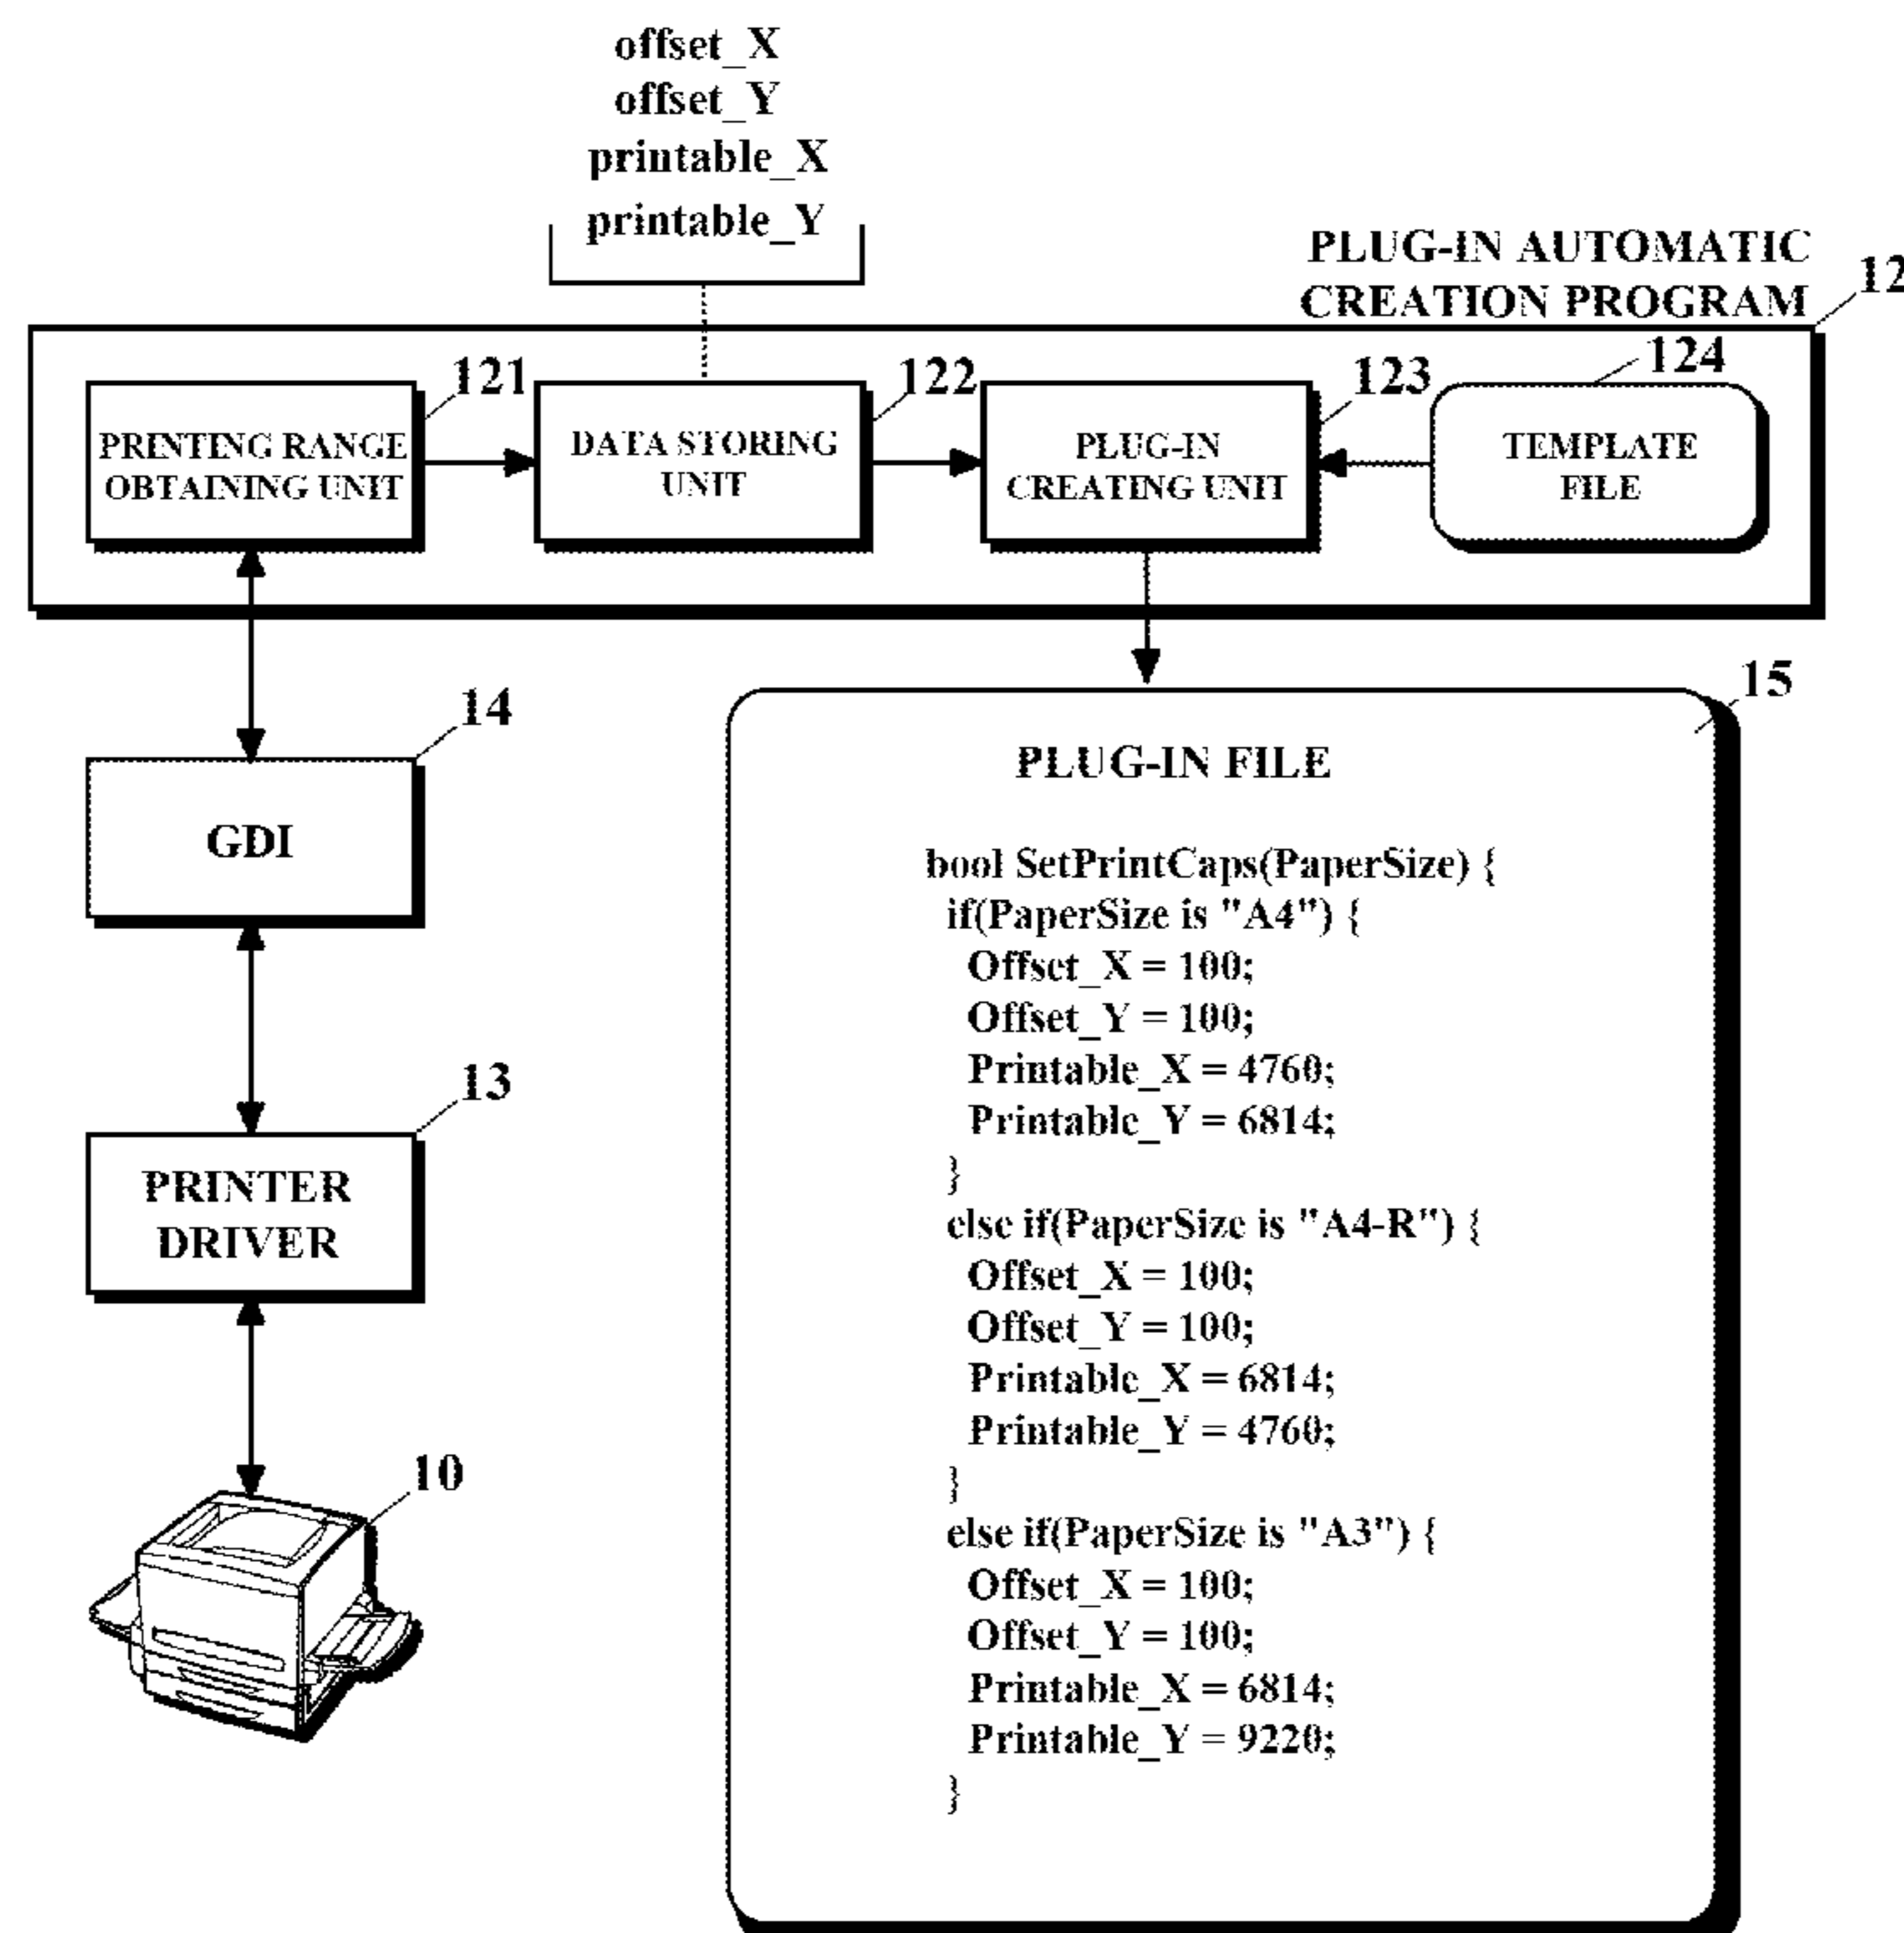 offset_X
offset_Y
printable_X
printable_Y
PLUG-IN AUTOMATIC
CREATION PROGRAM
12
121
122
123
124
PRINTING RANGE
OBTAINING UNIT
DATA STORING
UNIT
PLUG-IN
CREATING UNIT
TEMPLATE
FILE
14
GDI
13
PRINTER
DRIVER
10
15
PLUG-IN FILE
bool SetPrintCaps(PaperSize) {
if(PaperSize is "A4") {
Offset_X = 100;
Offset_Y = 100;
Printable_X = 4760;
Printable_Y = 6814;
}
else if(PaperSize is "A4-R") {
Offset_X = 100;
Offset_Y = 100;
Printable_X = 6814;
Printable_Y = 4760;
}
else if(PaperSize is "A3") {
Offset_X = 100;
Offset_Y = 100;
Printable_X = 6814;
Printable_Y = 9220;
}